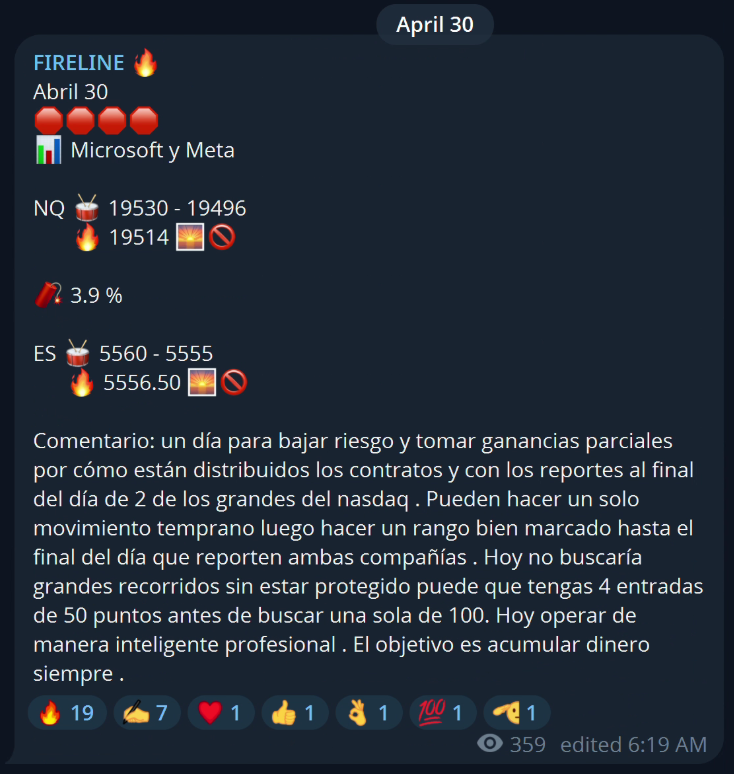 April 30
FIRELINE 🔥
Abril 30
🛑🛑🛑🛑
📊 Microsoft y Meta
NQ 🥁 19530 - 19496
🔥 19514 🌅🚫
🧨 3.9 %
ES 🥁 5560 - 5555
🔥 5556.50 🌅🚫
Comentario: un día para bajar riesgo y tomar ganancias parciales
por cómo están distribuidos los contratos y con los reportes al final
del día de 2 de los grandes del nasdaq . Pueden hacer un solo
movimiento temprano luego hacer un rango bien marcado hasta el
final del día que reporten ambas compañías . Hoy no buscaría
grandes recorridos sin estar protegido puede que tengas 4 entradas
de 50 puntos antes de buscar una sola de 100. Hoy operar de
manera inteligente profesional . El objetivo es acumular dinero
siempre .
🔥 19 ✍️ 7 ❤️ 1 👍 1 👌 1 💯 1 🫳 1
359 edited 6:19 AM